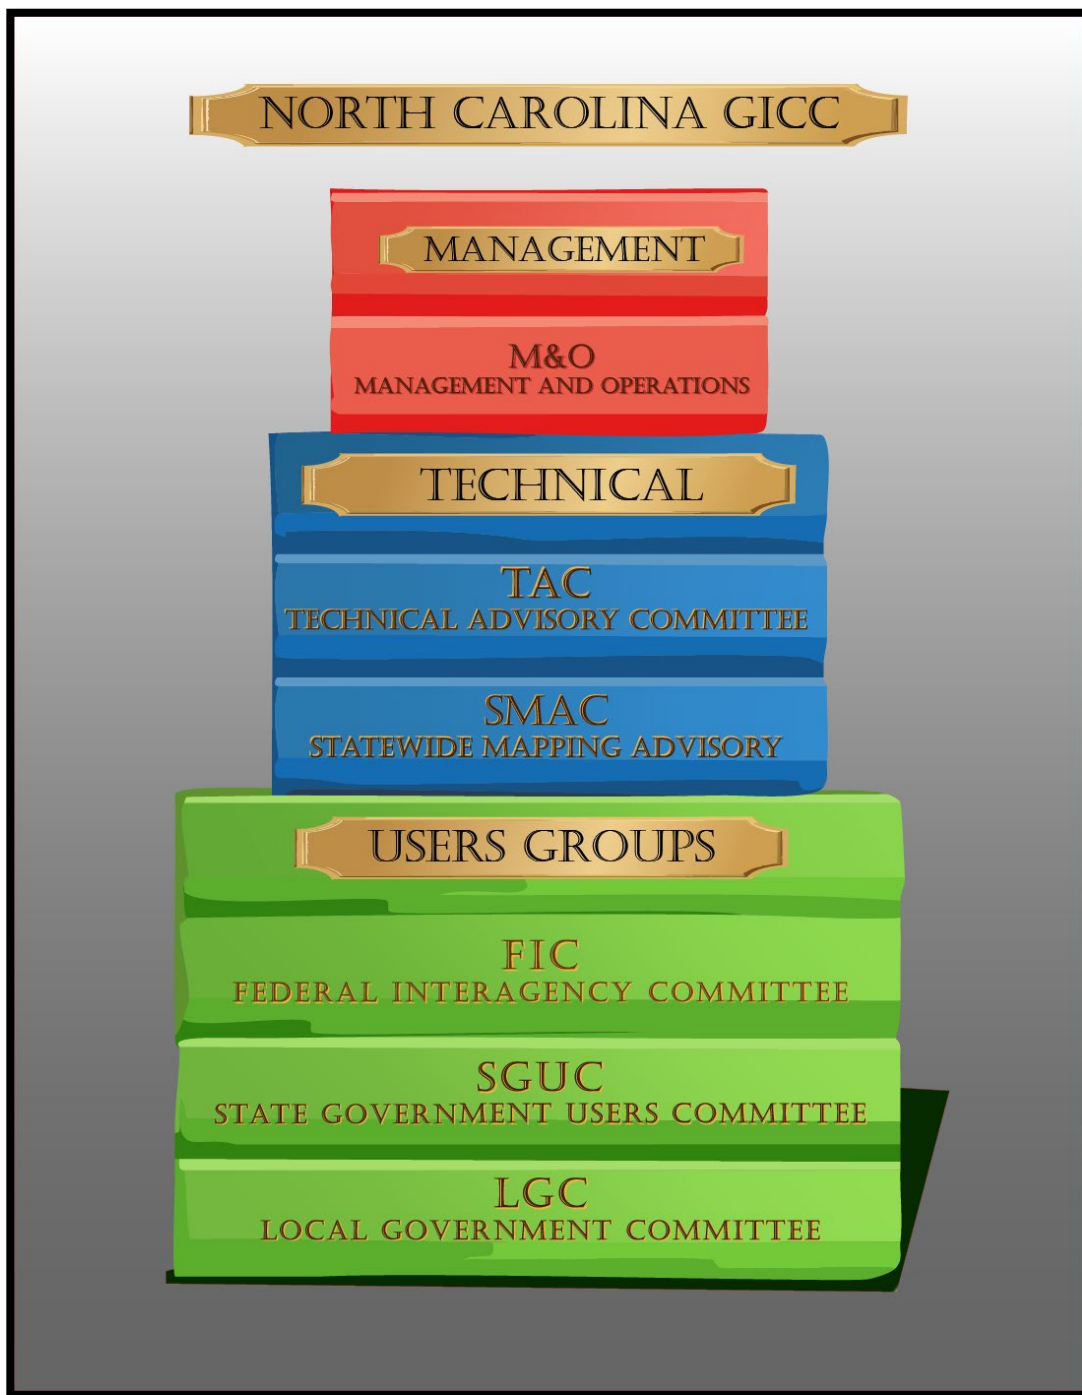 NORTH CAROLINA GICC
MANAGEMENT
M&O
MANAGEMENT AND OPERATIONS
TECHNICAL
TAC
TECHNICAL ADVISORY COMMITTEE
SMAC
STATEWIDE MAPPING ADVISORY
USERS GROUPS
FIC
FEDERAL INTERAGENCY COMMITTEE
SGUC
STATE GOVERNMENT USERS COMMITTEE
LGC
LOCAL GOVERNMENT COMMITTEE